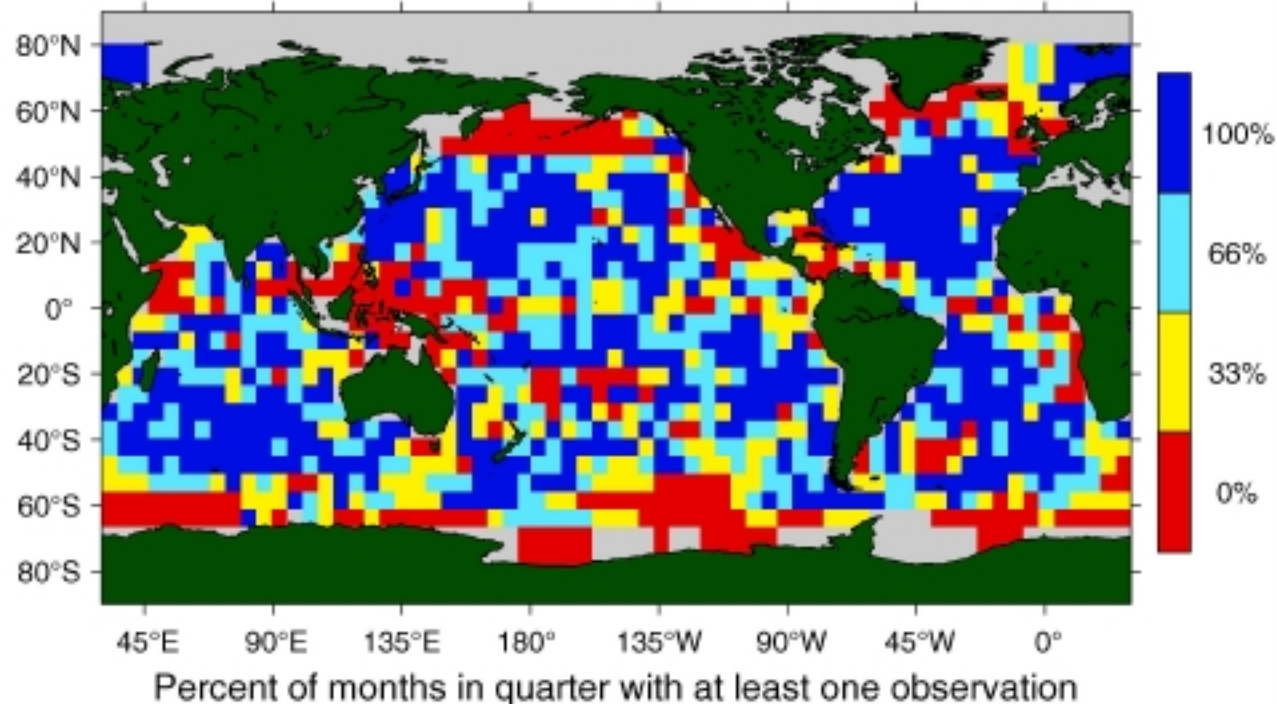 80°N
60°N
40°N
20°N
0°
20°S
40°S
60°S
80°S
100%
66%
33%
0%
45°E 90°E 135°E 180° 135°W 90°W 45°W 0°
Percent of months in quarter with at least one observation